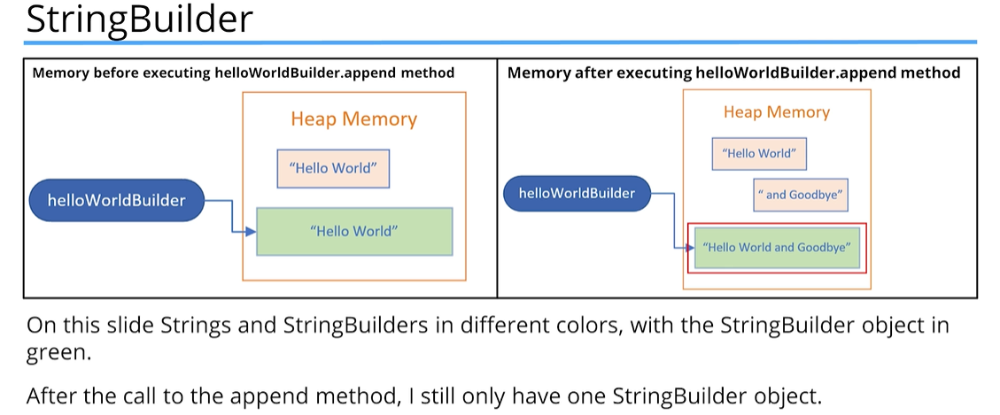 StringBuilder
Memory before executing helloWorldBuilder.append method
Heap Memory
“Hello World”
helloWorldBuilder
“Hello World”
Memory after executing helloWorldBuilder.append method
Heap Memory
“Hello World”
“ and Goodbye”
helloWorldBuilder
“Hello World and Goodbye”
On this slide Strings and StringBuilders in different colors, with the StringBuilder object in
green.
After the call to the append method, I still only have one StringBuilder object.